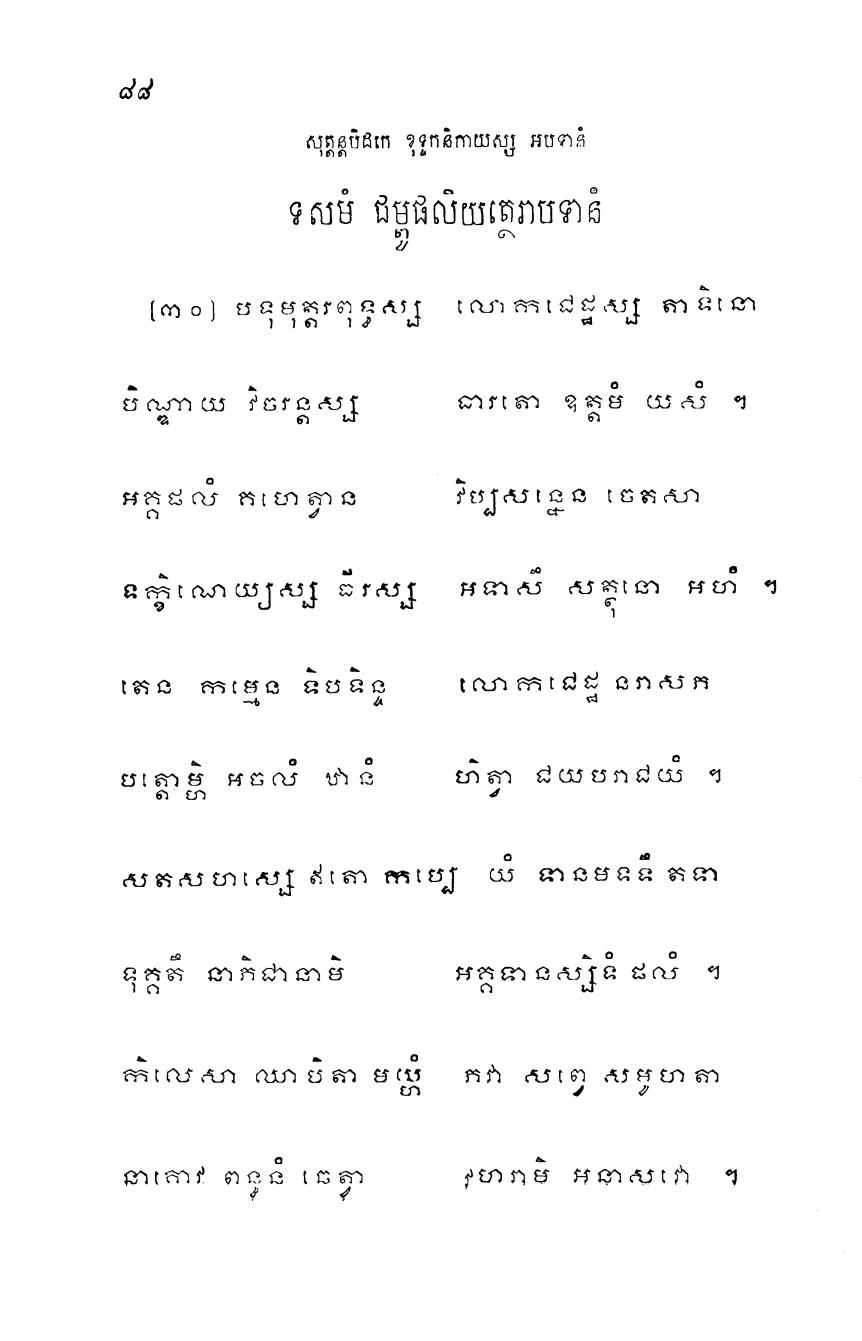 ៨៨
សុត្តន្តបិដកេ ខុទ្ទកនិកាយស្ស អបទានំ
ទសមំ ជម្ពូផលិយត្ថេរាបទានំ
[៣០] បទុមុត្តរពុទ្ធស្ស លោកជេដ្ឋស្ស តាទិនោ
បិណ្ឌាយ វិចរន្តស្ស ធារតោ ឧត្តមំ យសំ ។
អគ្គផលំ គហេត្វាន វិប្បសន្នេន ចេតសា
ទក្ខិណេយ្យស្ស ធីរស្ស អទាសឹ សត្ថុនោ អហំ ។
តេន កម្មេន ទិបទិន្ទ លោកជេដ្ឋ នរាសភ
បត្តោម្ហិ អចលំ ឋានំ ហិត្វា ជយបរាជយំ ។
សតសហស្សេ ឥតោ កប្បេ យំ ទានមទទឹ តទា
ទុគ្គតឹ នាភិជានាមិ អគ្គទានស្សិទំ ផលំ ។
កិលេសា ឈាបិតា មយ្ហំ ភវា សព្វេ សមូហតា
នាគោវ ពន្ធនំ ឆេត្វា វិហរាមិ អនាសវោ ។